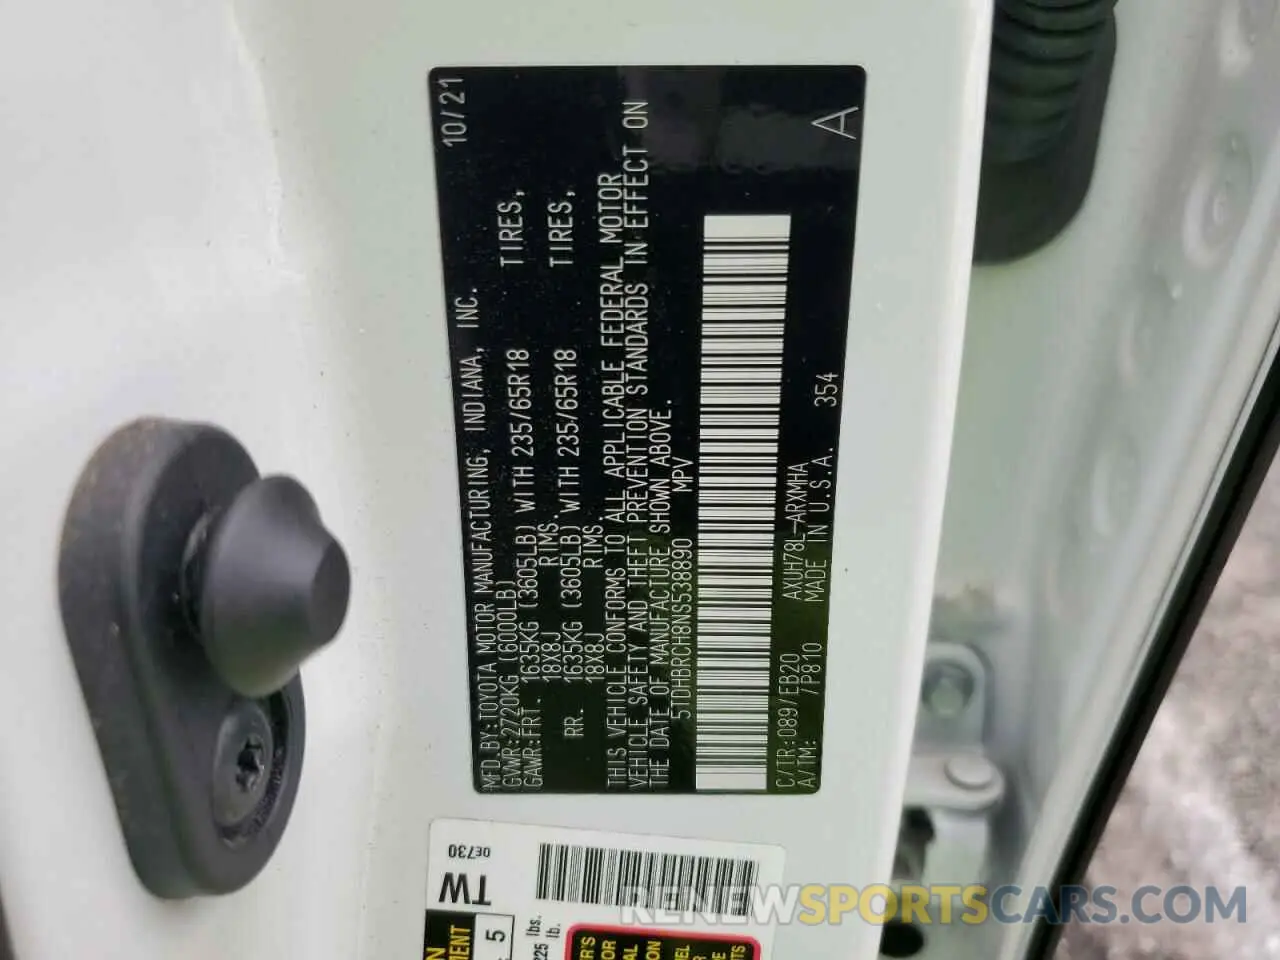 MFD. BY: TOYOTA MOTOR MANUFACTURING, INDIANA, INC. 10/21
GVWR: 2720KG (6000LB)
GAWR: FRT. 1635KG (3605LB) WITH 235/65R18 TIRES,
18X8J RIMS.
RR. 1635KG (3605LB) WITH 235/65R18 TIRES,
18X8J RIMS.
THIS VEHICLE CONFORMS TO ALL APPLICABLE FEDERAL MOTOR
VEHICLE SAFETY AND THEFT PREVENTION STANDARDS IN EFFECT ON
THE DATE OF MANUFACTURE SHOWN ABOVE.
5TDHBRCH8NS538890 MPV
C/TR: 089/EB20 AXUH78L-ARXMHA
A/TM: /P810 MADE IN U.S.A. 354 A
TW
0E730
5
lbs.
225 lb.
RENEWSPORTSCARS.COM